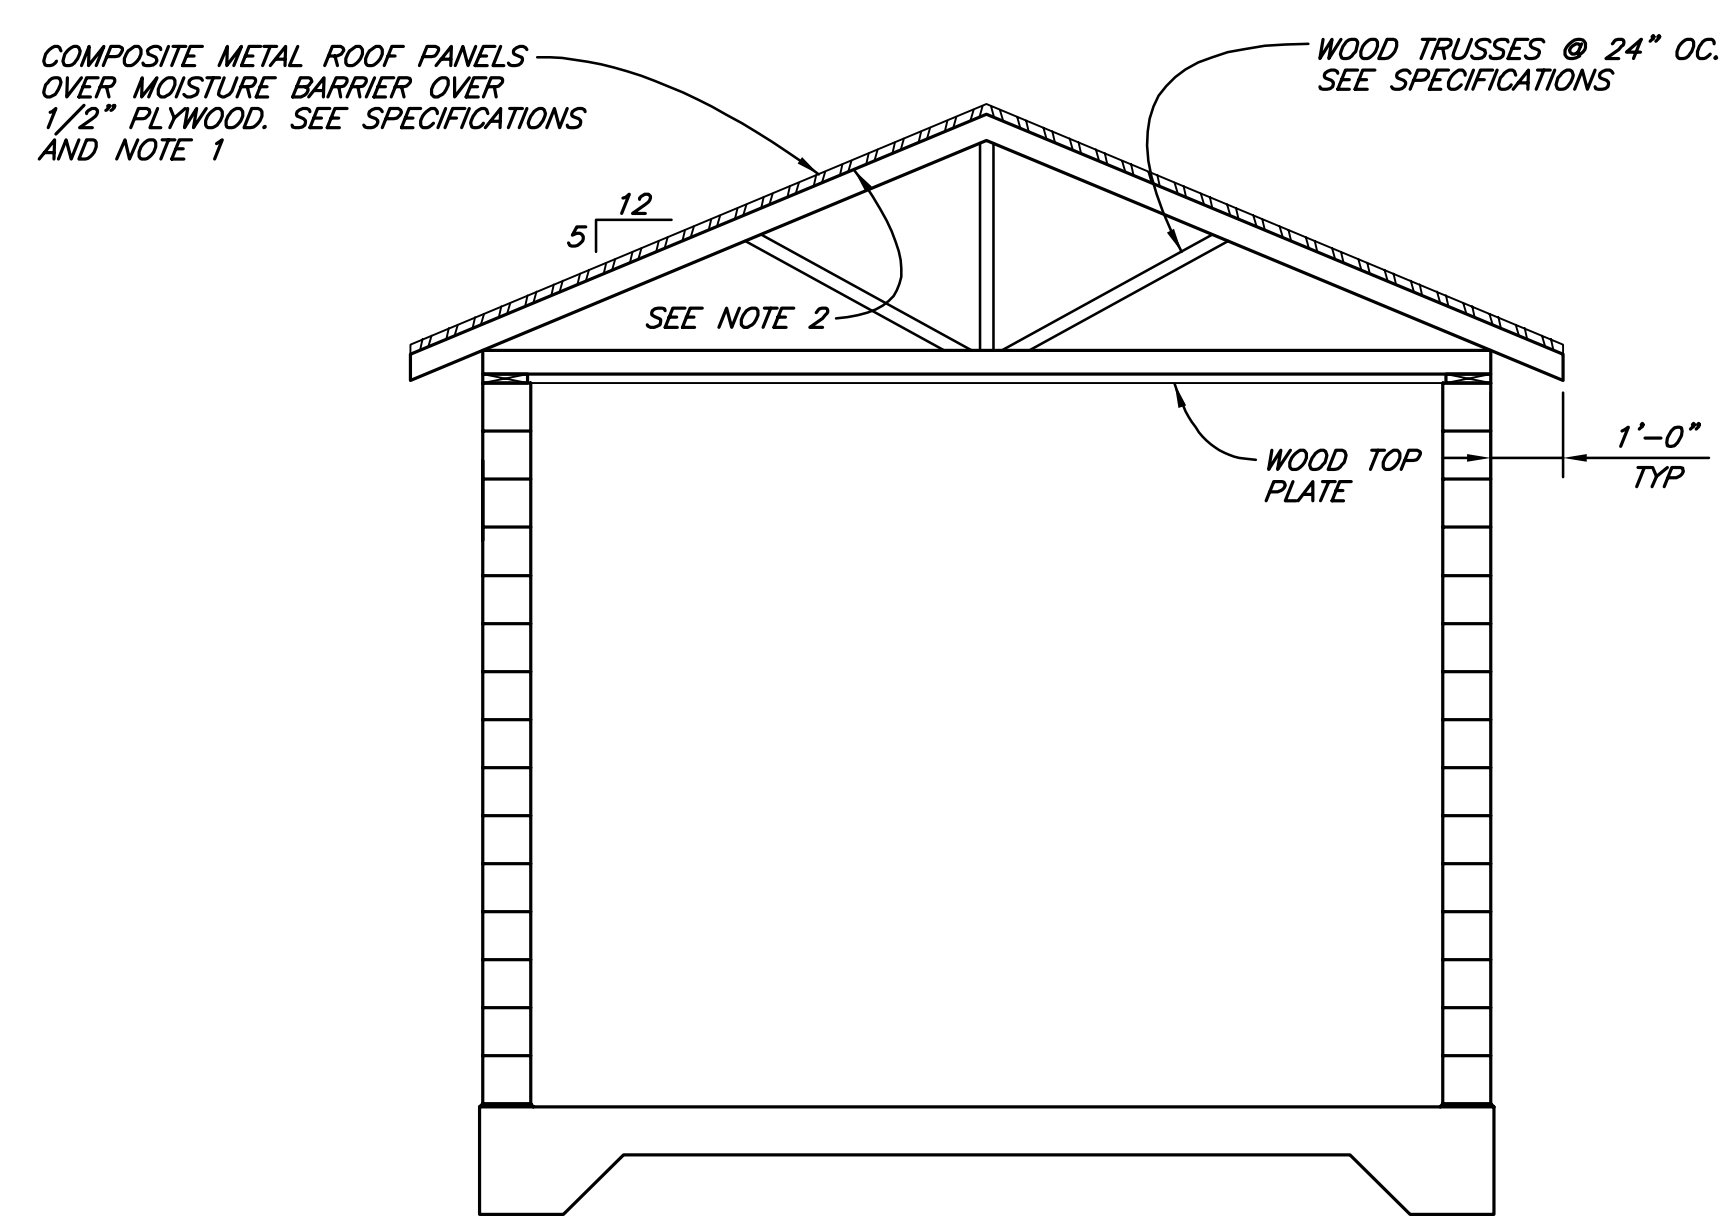 COMPOSITE METAL ROOF PANELS
OVER MOISTURE BARRIER OVER
1/2" PLYWOOD. SEE SPECIFICATIONS
AND NOTE 1
WOOD TRUSSES @ 24" OC.
SEE SPECIFICATIONS
12
5
SEE NOTE 2
WOOD TOP
PLATE
1'-0"
TYP